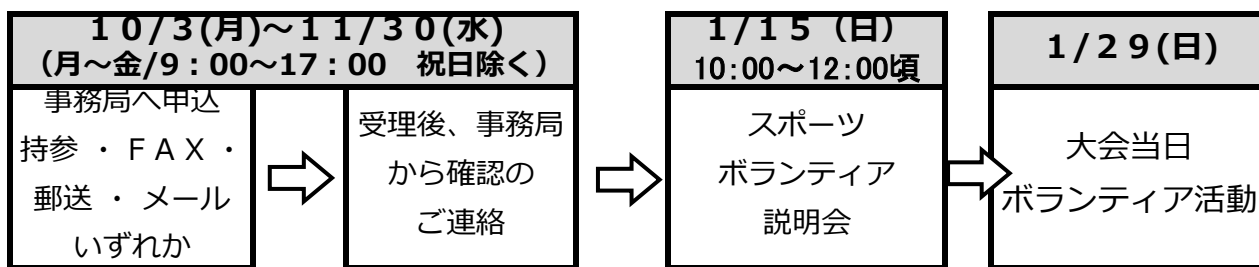 １０/３(月)～１１/３０(水)
（月～金/９：00～17：00　祝日除く）
事務局へ申込
持参 ・ ＦＡＸ ・
郵送 ・ メール
いずれか
受理後、事務局
から確認の
ご連絡
１/１５（日）
10:00～12:00頃
スポーツ
ボランティア
説明会
１/２９(日)
大会当日
ボランティア活動